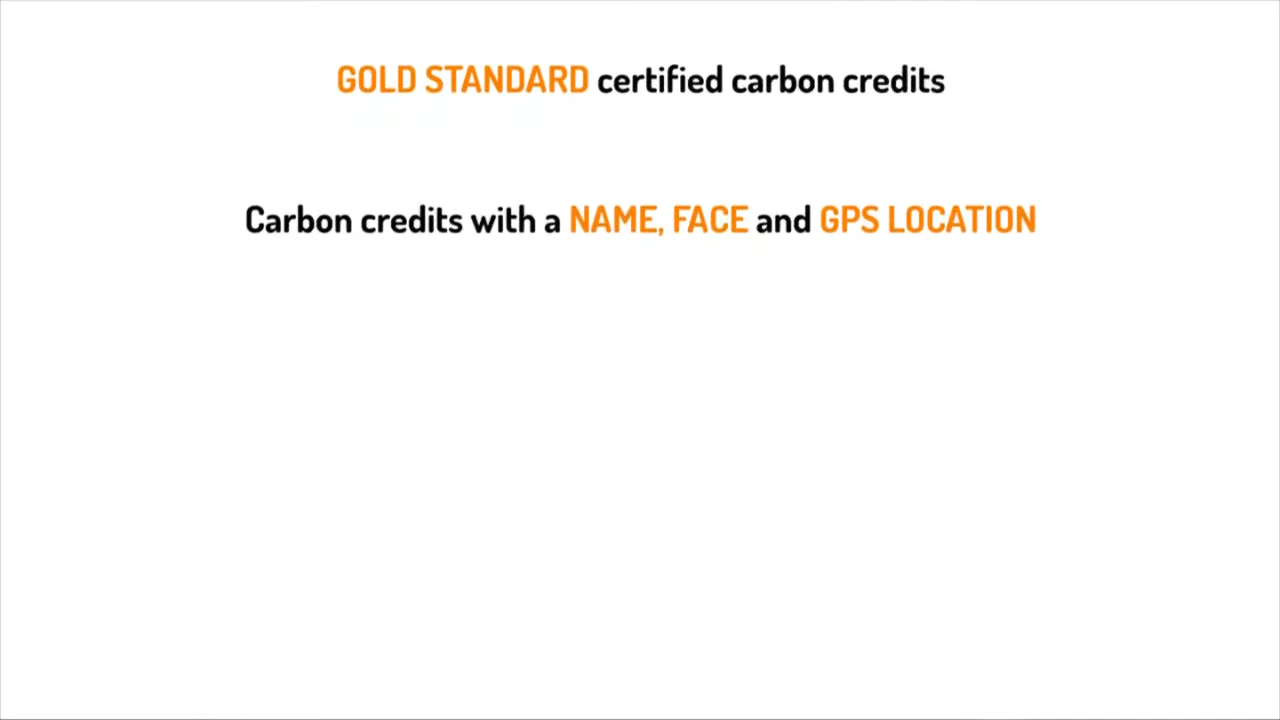 GOLD STANDARD certified carbon credits
Carbon credits with a NAME, FACE and GPS LOCATION